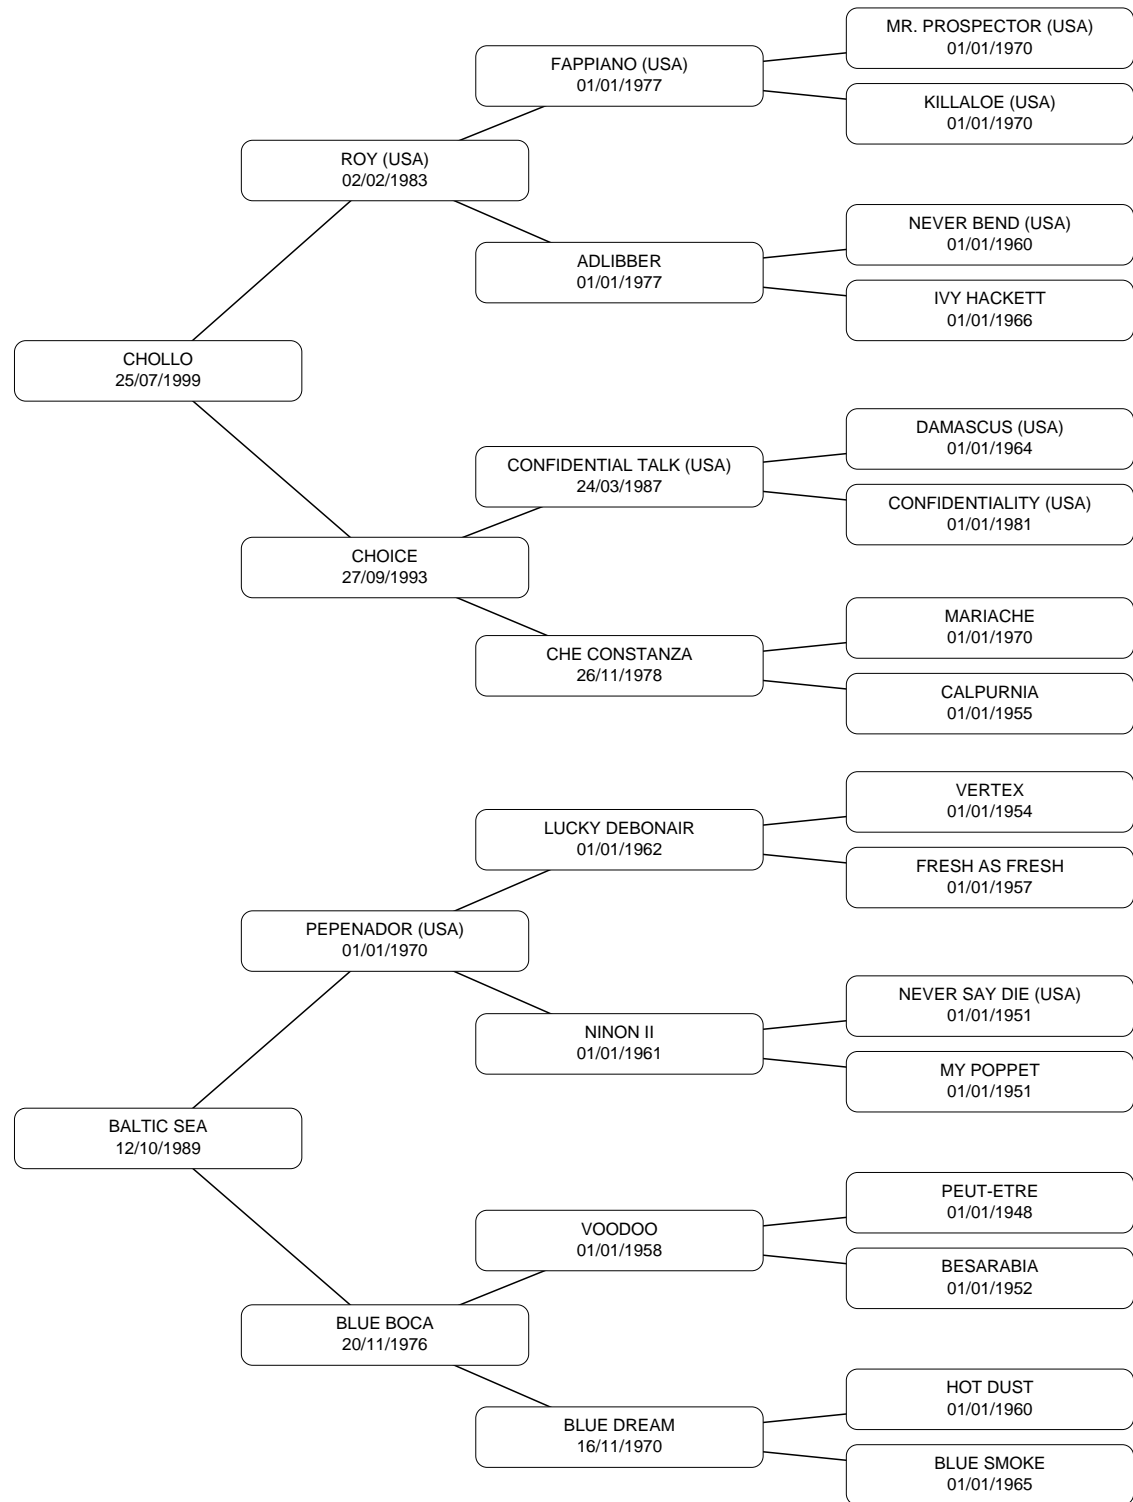 MR. PROSPECTOR (USA)
01/01/1970
FAPPIANO (USA)
01/01/1977
KILLALOE (USA)
01/01/1970
ROY (USA)
02/02/1983
NEVER BEND (USA)
01/01/1960
ADLIBBER
01/01/1977
IVY HACKETT
01/01/1966
CHOLLO
25/07/1999
DAMASCUS (USA)
01/01/1964
CONFIDENTIAL TALK (USA)
24/03/1987
CONFIDENTIALITY (USA)
01/01/1981
CHOICE
27/09/1993
MARIACHE
01/01/1970
CHE CONSTANZA
26/11/1978
CALPURNIA
01/01/1955
VERTEX
01/01/1954
LUCKY DEBONAIR
01/01/1962
FRESH AS FRESH
01/01/1957
PEPENADOR (USA)
01/01/1970
NEVER SAY DIE (USA)
01/01/1951
NINON II
01/01/1961
MY POPPET
01/01/1951
BALTIC SEA
12/10/1989
PEUT-ETRE
01/01/1948
VOODOO
01/01/1958
BESARABIA
01/01/1952
BLUE BOCA
20/11/1976
HOT DUST
01/01/1960
BLUE DREAM
16/11/1970
BLUE SMOKE
01/01/1965